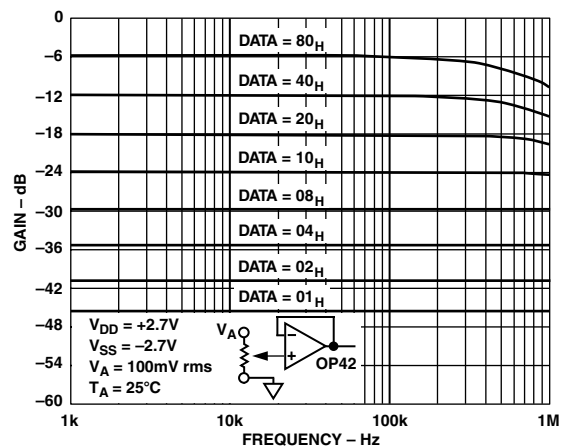 0
–6
–12
–18
–24
–30
–36
–42
–48
–54
–60
GAIN – dB
DATA = 80H
DATA = 40H
DATA = 20H
DATA = 10H
DATA = 08H
DATA = 04H
DATA = 02H
DATA = 01H
VDD = +2.7V
VSS = –2.7V
VA = 100mV rms
TA = 25°C
VA
–
+
OP42
1k
10k
100k
1M
FREQUENCY – Hz